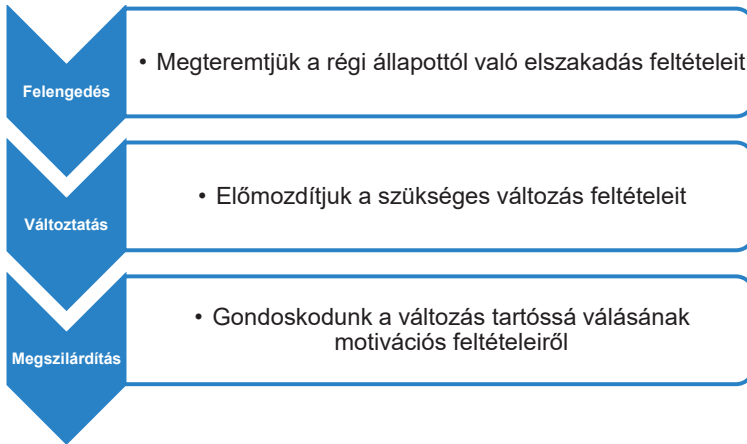 Felengedés
• Megteremtjük a régi állapottól való elszakadás feltételeit
Változtatás
• Előmozdítjuk a szükséges változás feltételeit
Megszilárdítás
• Gondoskodunk a változás tartóssá válásának
motivációs feltételeiről